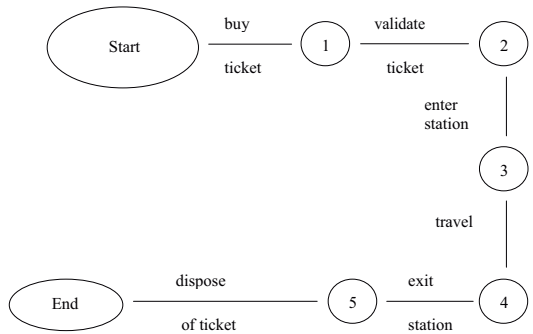 Start
buy
ticket
1
validate
ticket
2
enter
station
3
travel
4
exit
station
5
dispose
of ticket
End